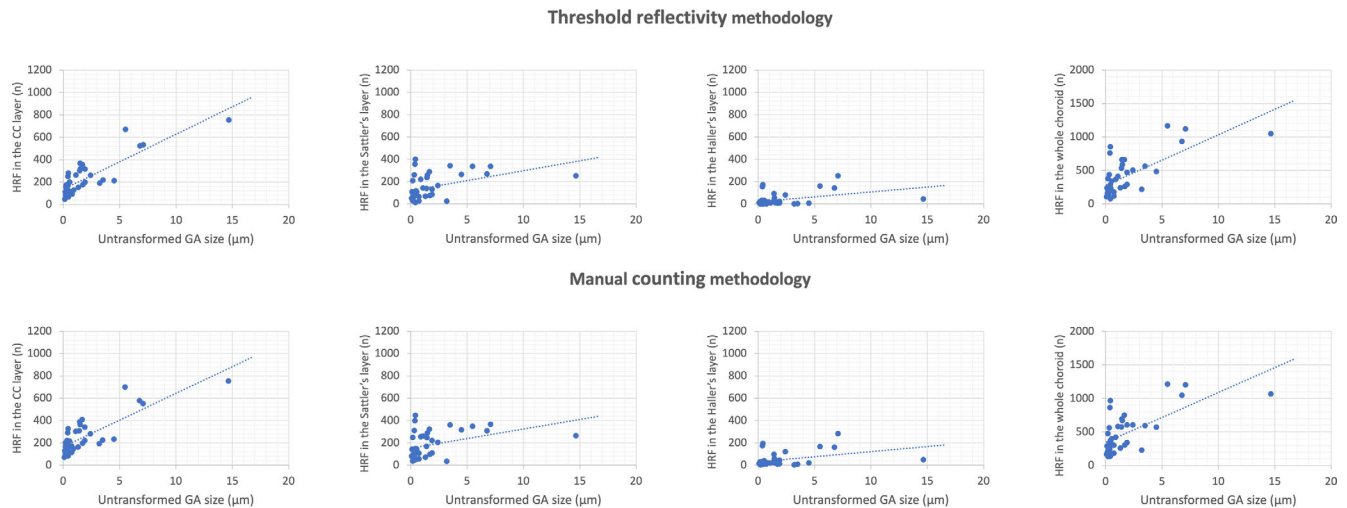 Threshold reflectivity methodology
HRF in the CC layer (n)
1200
1000
800
600
400
200
0
0 5 10 15 20
Untransformed GA size (μm)
HRF in the Sattler's layer (n)
1200
1000
800
600
400
200
0
0 5 10 15 20
Untransformed GA size (μm)
HRF in the Haller's layer (n)
1200
1000
800
600
400
200
0
0 5 10 15 20
Untransformed GA size (μm)
HRF in the whole choroid (n)
2000
1500
1000
500
0
0 5 10 15 20
Untransformed GA size (μm)
Manual counting methodology
HRF in the CC layer (n)
1200
1000
800
600
400
200
0
0 5 10 15 20
Untransformed GA size (μm)
HRF in the Sattler's layer (n)
1200
1000
800
600
400
200
0
0 5 10 15 20
Untransformed GA size (μm)
HRF in the Haller's layer (n)
1200
1000
800
600
400
200
0
0 5 10 15 20
Untransformed GA size (μm)
HRF in the whole choroid (n)
2000
1500
1000
500
0
0 5 10 15 20
Untransformed GA size (μm)